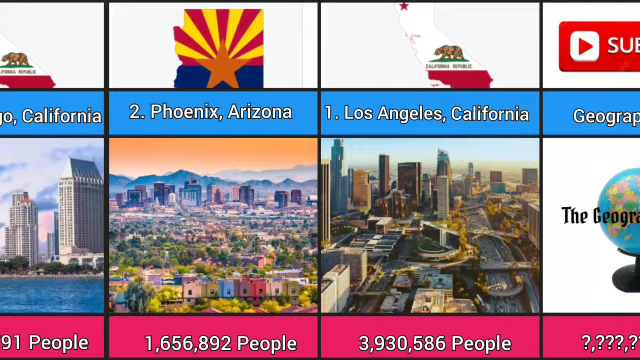 CALIFORNIA REPUBLIC
CALIFORNIA REPUBLIC
SUB
go, California
2. Phoenix, Arizona
1. Los Angeles, California
Geograp
The Geogra
91 People
1,656,892 People
3,930,586 People
?,???,?